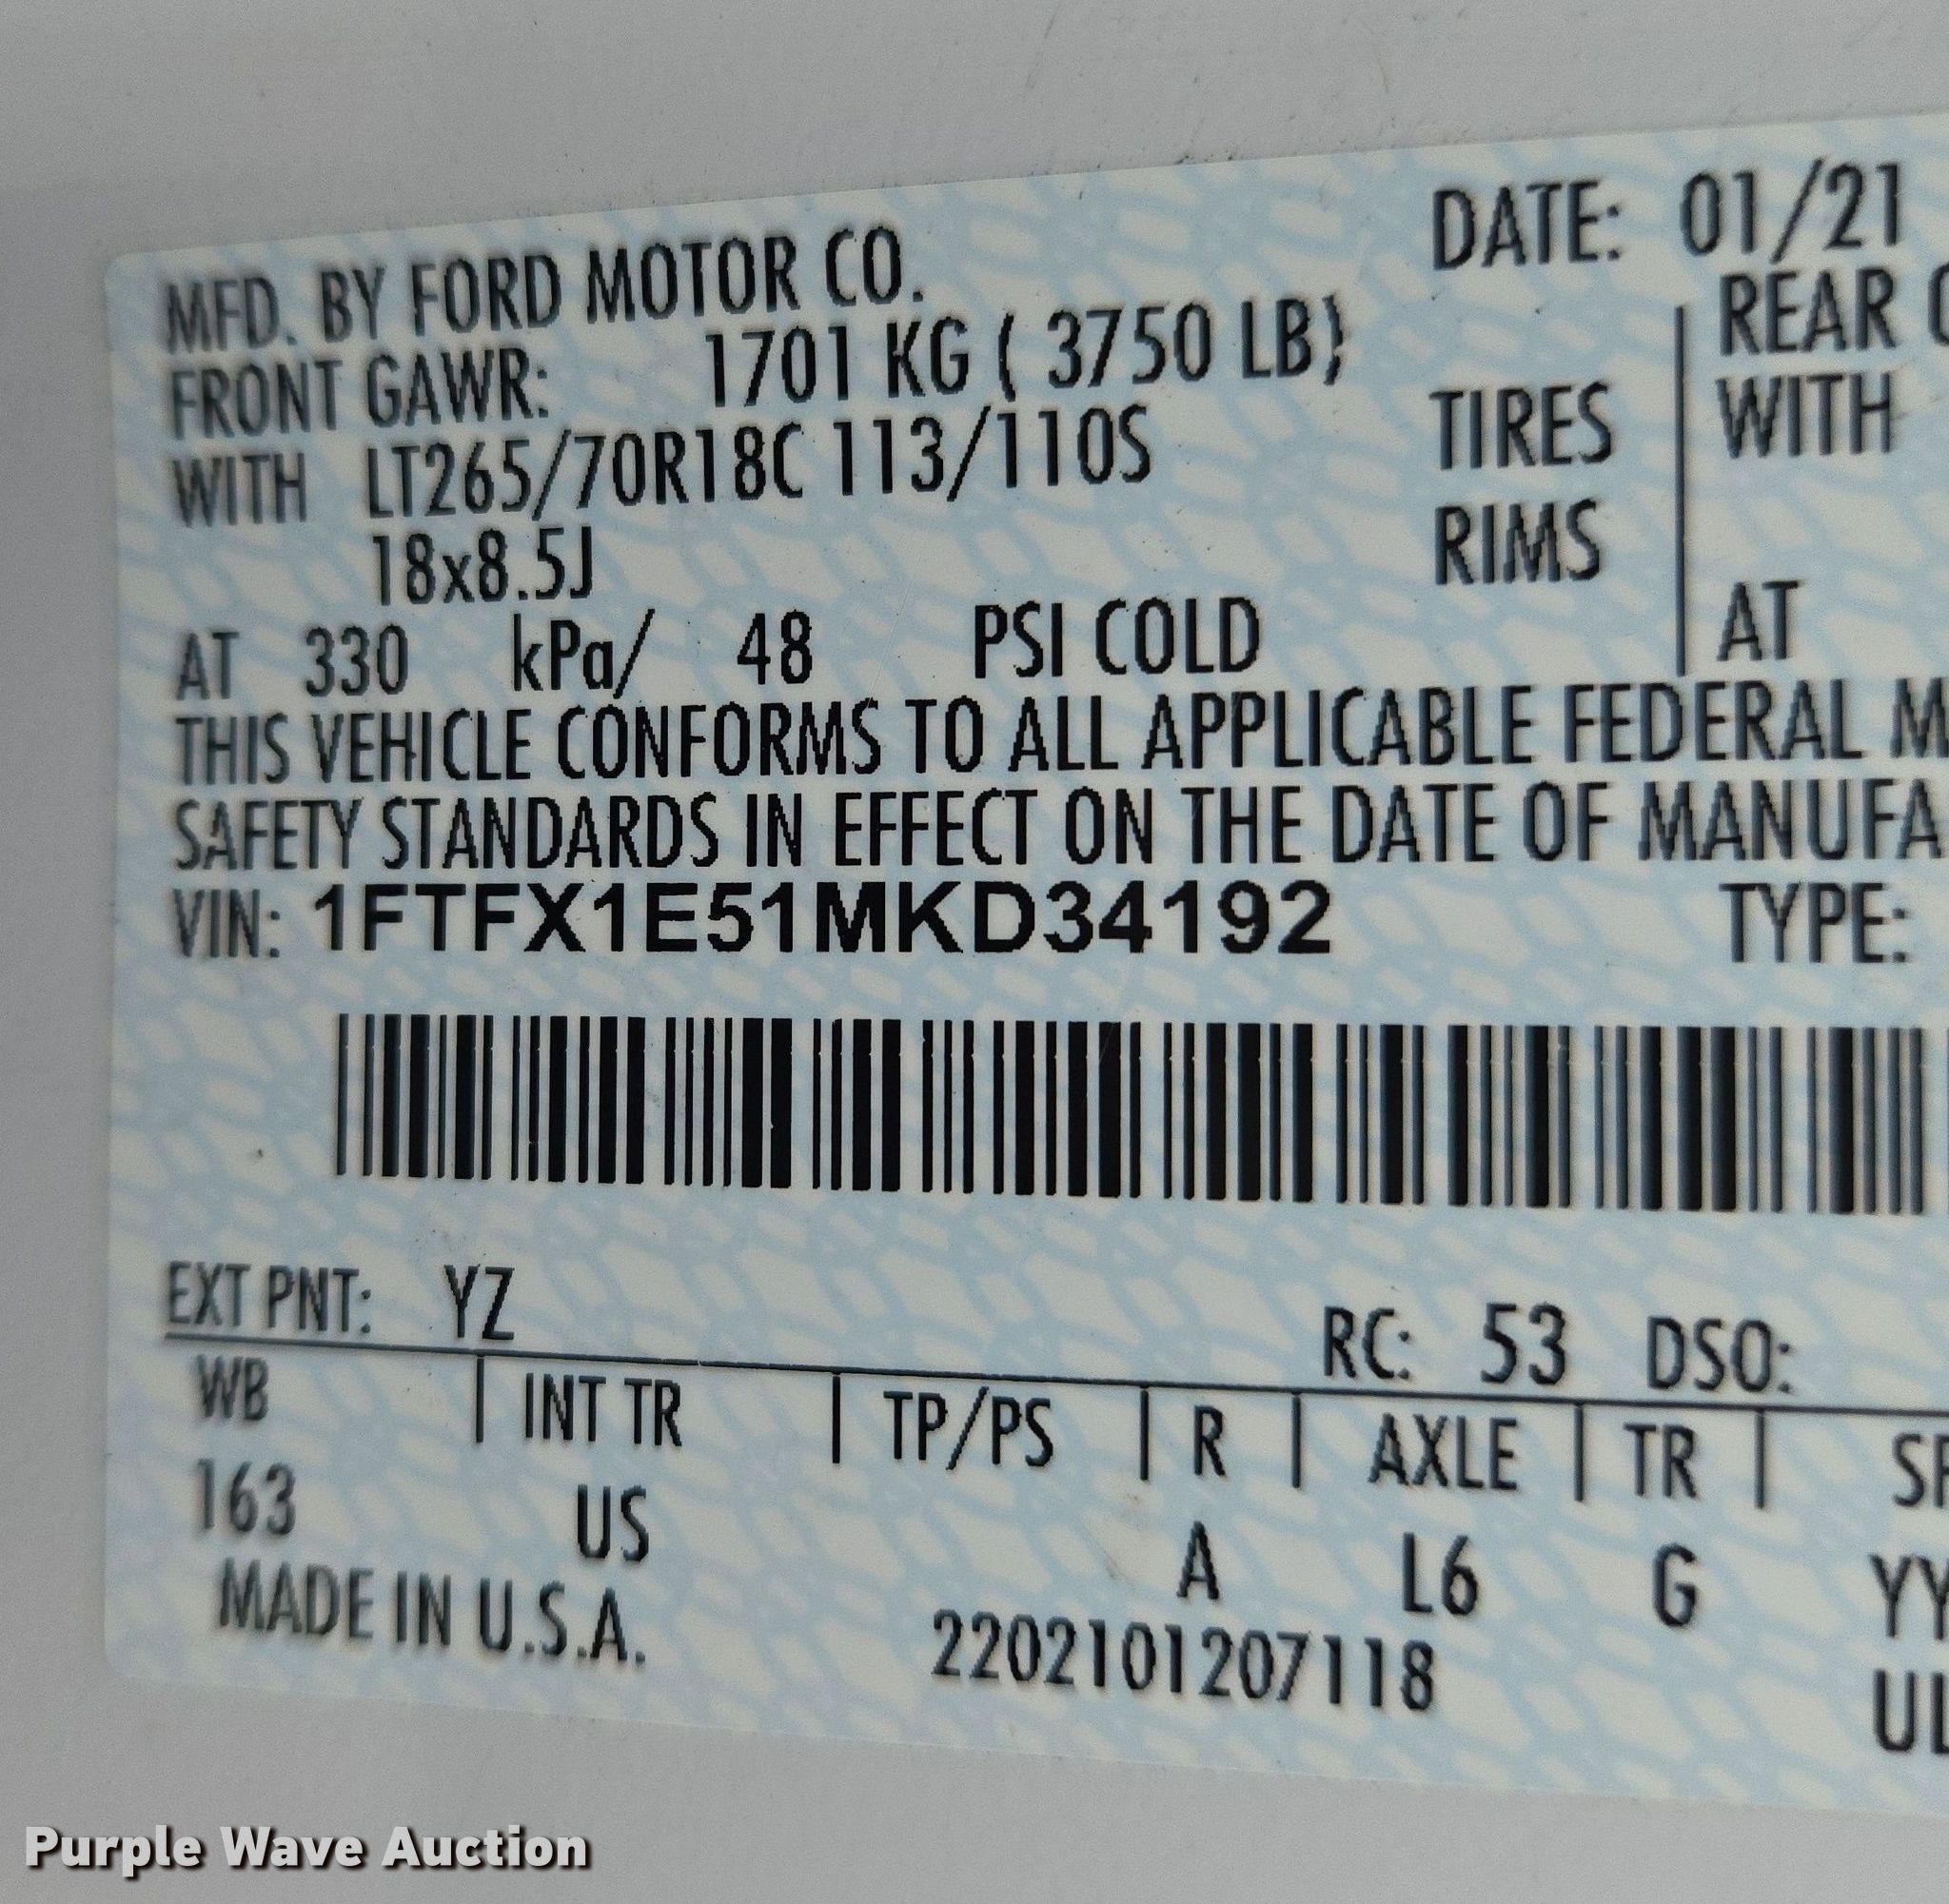 DATE: 01/21
MFD. BY FORD MOTOR CO.
FRONT GAWR: 1701 KG ( 3750 LB)
REAR
WITH LT265/70R18C 113/110S TIRES
WITH
18x8.5J RIMS
AT 330 kPa/ 48 PSI COLD
AT
THIS VEHICLE CONFORMS TO ALL APPLICABLE FEDERAL M
SAFETY STANDARDS IN EFFECT ON THE DATE OF MANUFA
VIN: 1FTFX1E51MKD34192 TYPE:
EXT PNT: YZ RC: 53 DSO:
WB | INT TR | TP/PS | R | AXLE | TR |
163 US A L6 G YY
MADE IN U.S.A. 2202101207118
Purple Wave Auction